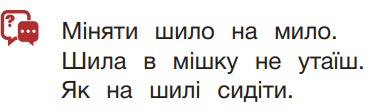 Міняти шило на мило.
Шила в мішку не утаїш.
Як на шилі сидіти.